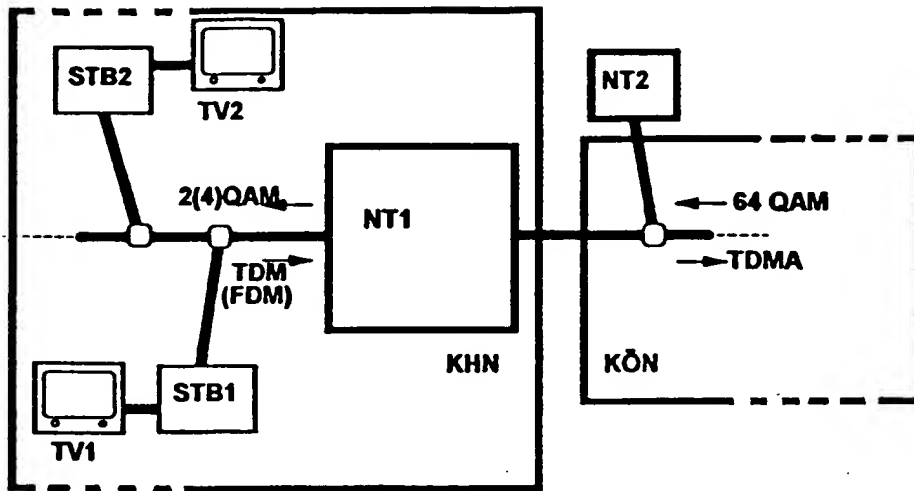 STB2
TV2
NT2
2(4)QAM
NT1
64 QAM
TDM
(FDM)
TDMA
KHN
KÖN
STB1
TV1